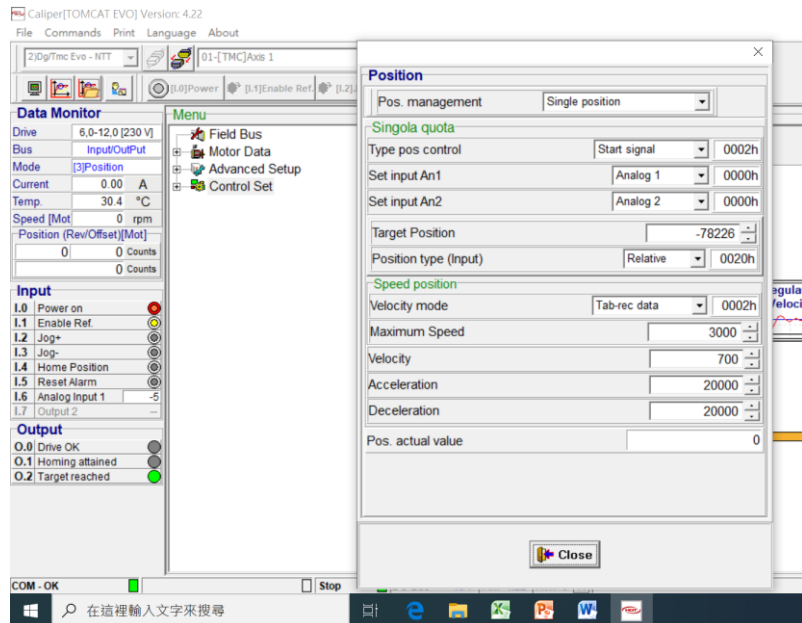 Caliper[TOMCAT EVO] Version: 4.22
File Commands Print Language About
2)Dg/Tmc Evo - NTT
01-[TMC]Axis 1
[I.0]Power
[I.1]Enable Ref.
[I.2]
Data Monitor
Drive 6,0-12,0 [230 V]
Bus Input/OutPut
Mode [3]Position
Current 0.00 A
Temp. 30.4 °C
Speed [Mot 0 rpm
Position (Rev/Offset)[Mot]
0 0 Counts
0 Counts
Input
I.0 Power on
I.1 Enable Ref.
I.2 Jog+
I.3 Jog-
I.4 Home Position
I.5 Reset Alarm
I.6 Analog Input 1 -5
I.7 Output 2 --
Output
O.0 Drive OK
O.1 Homing attained
O.2 Target reached
Menu
Field Bus
Motor Data
Advanced Setup
Control Set
Position
Pos. management Single position
Singola quota
Type pos control Start signal 0002h
Set input An1 Analog 1 0000h
Set input An2 Analog 2 0000h
Target Position -78226
Position type (Input) Relative 0020h
Speed position
Velocity mode Tab-rec data 0002h
Maximum Speed 3000
Velocity 700
Acceleration 20000
Deceleration 20000
Pos. actual value 0
Close
COM - OK
Stop
在這裡輸入文字來搜尋